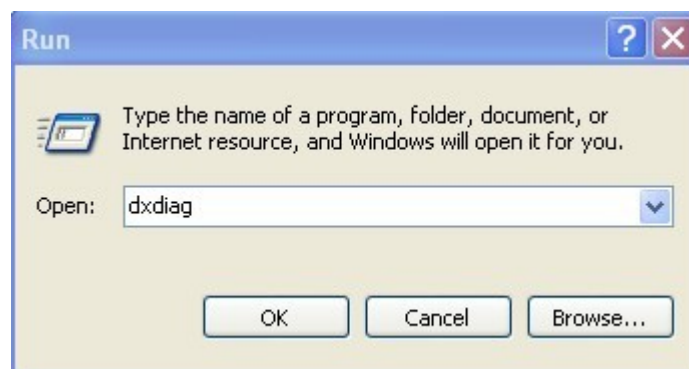 Run
Type the name of a program, folder, document, or
Internet resource, and Windows will open it for you.
Open: dxdiag
OK Cancel Browse...